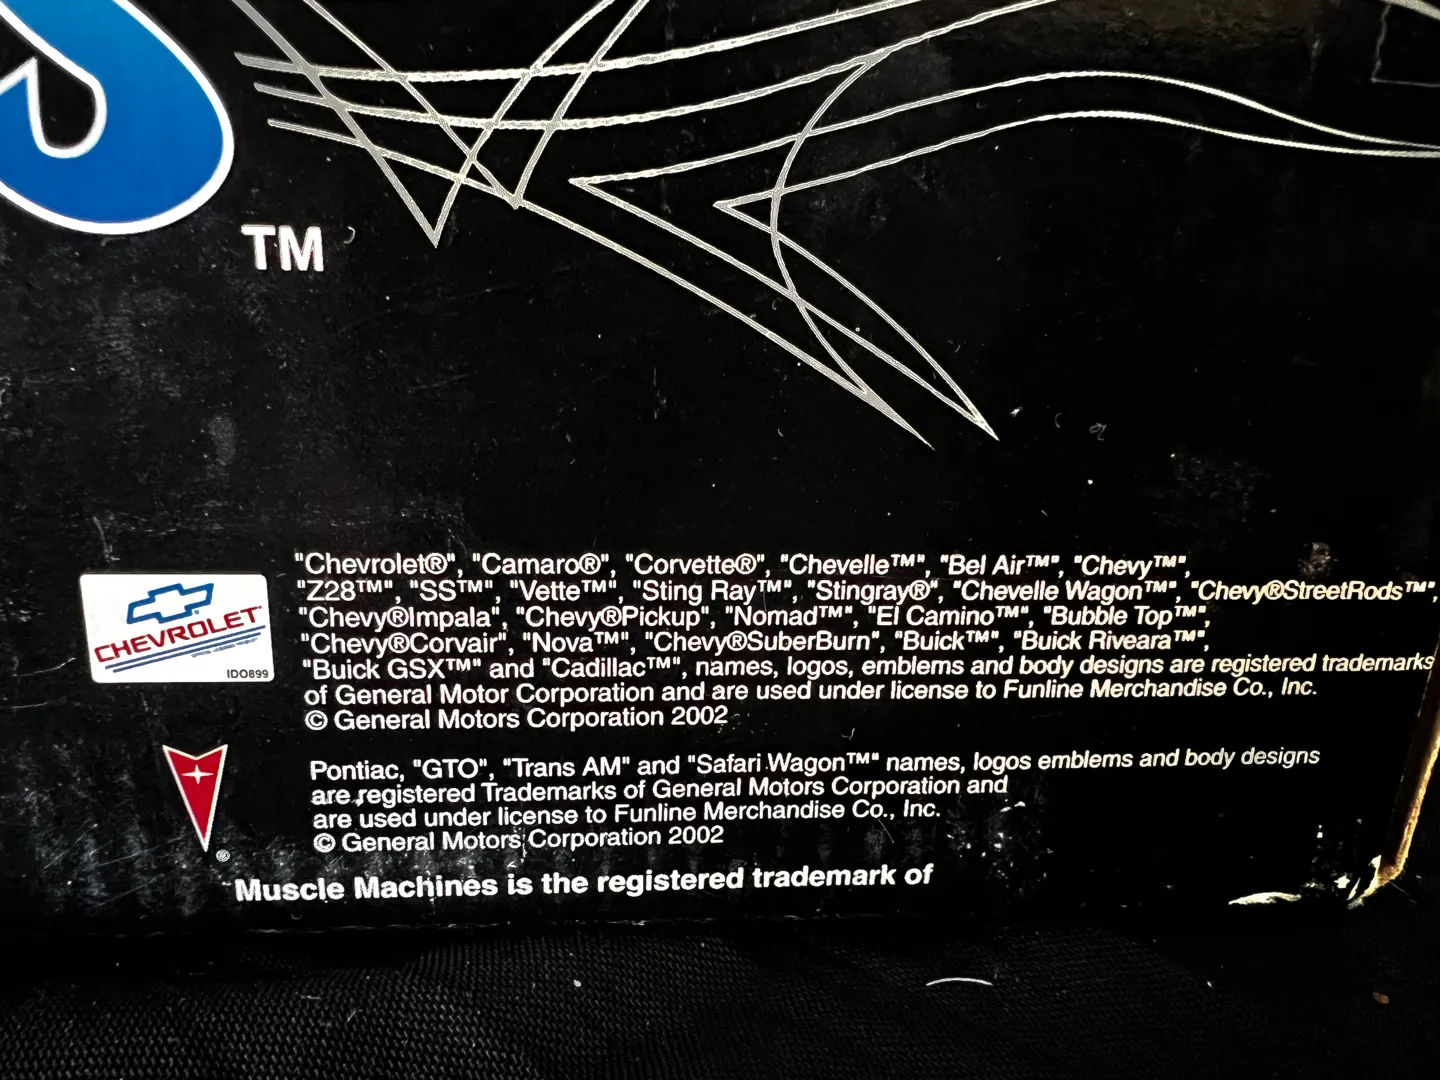 TM
"Chevrolet®", "Camaro®", "Corvette®", "Chevelle™", "Bel Air™", "Chevy™",
"Z28™", "SS™", "Vette™", "Sting Ray™", "Stingray®", "Chevelle Wagon™", "Chevy®StreetRods™",
"Chevy®Impala", "Chevy®Pickup", "Nomad™", "El Camino™", "Bubble Top™",
"Chevy®Corvair", "Nova™", "Chevy®SuberBurn", "Buick™", "Buick Riveara™",
"Buick GSX™" and "Cadillac™", names, logos, emblems and body designs are registered trademarks
of General Motor Corporation and are used under license to Funline Merchandise Co., Inc.
© General Motors Corporation 2002
CHEVROLET
IDO899
Pontiac, "GTO", "Trans AM" and "Safari Wagon™" names, logos emblems and body designs
are registered Trademarks of General Motors Corporation and
are used under license to Funline Merchandise Co., Inc.
© General Motors Corporation 2002
®
Muscle Machines is the registered trademark of